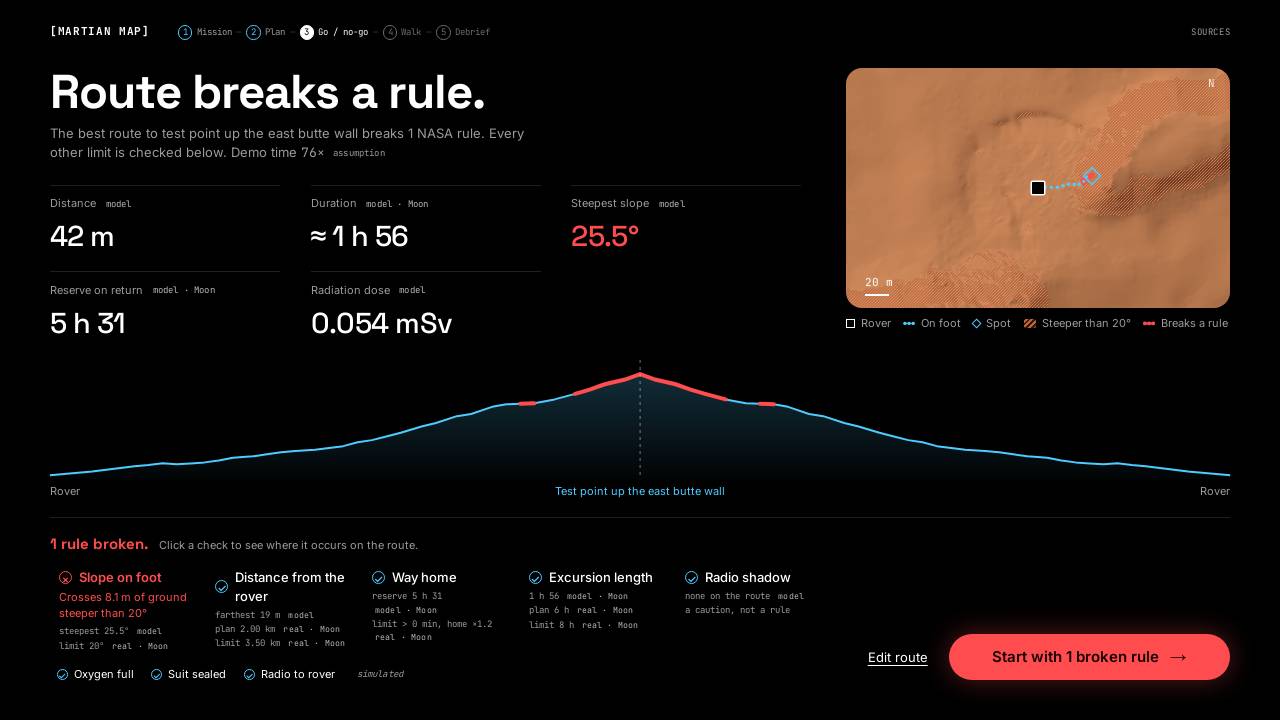 [MARTIAN MAP]
1 Mission – 2 Plan – 3 Go / no-go – 4 Walk – 5 Debrief
SOURCES
Route breaks a rule.
The best route to test point up the east butte wall breaks 1 NASA rule. Every
other limit is checked below. Demo time 76× assumption
Distance model
42 m
Duration model · Moon
≈ 1 h 56
Steepest slope model
25.5°
Reserve on return model · Moon
5 h 31
Radiation dose model
0.054 mSv
N
20 m
Rover On foot Spot Steeper than 20° Breaks a rule
Rover
Test point up the east butte wall
Rover
1 rule broken. Click a check to see where it occurs on the route.
Slope on foot
Crosses 8.1 m of ground
steeper than 20°
steepest 25.5° model
limit 20° real · Moon
Distance from the
rover
farthest 19 m model
plan 2.00 km real · Moon
limit 3.50 km real · Moon
Way home
reserve 5 h 31
model · Moon
limit > 0 min, home ×1.2
real · Moon
Excursion length
1 h 56 model · Moon
plan 6 h real · Moon
limit 8 h real · Moon
Radio shadow
none on the route model
a caution, not a rule
Oxygen full Suit sealed Radio to rover simulated
Edit route
Start with 1 broken rule →